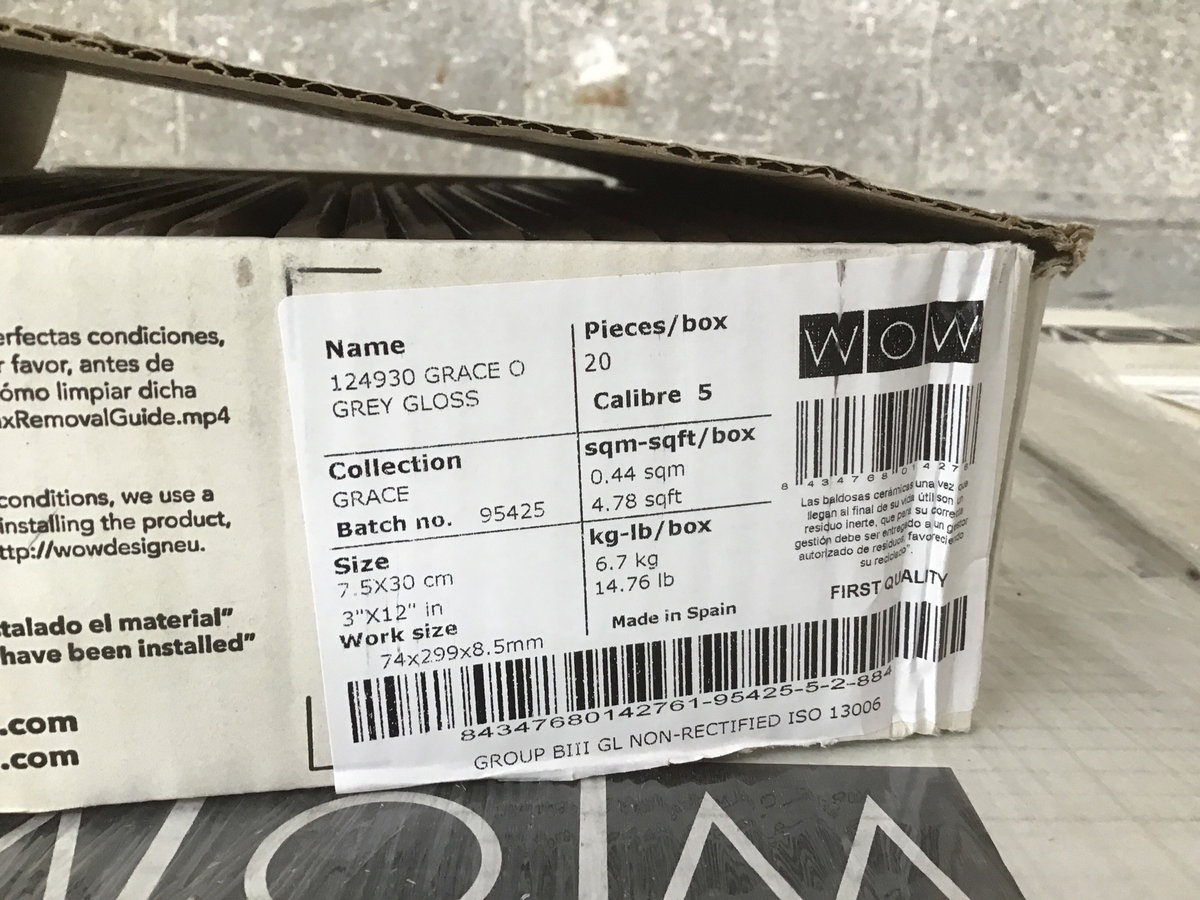 erfectas condiciones,
r favor, antes de
ómo limpiar dicha
xRemovalGuide.mp4
conditions, we use a
installing the product,
ttp://wowdesigneu.
talado el material"
have been installed"
.com
.com
Name
124930 GRACE O
GREY GLOSS
Collection
GRACE
Batch no. 95425
Size
7.5X30 cm
3"X12" in
Work size
74x299x8.5mm
Pieces/box
20
Calibre 5
sqm-sqft/box
0.44 sqm
4.78 sqft
kg-lb/box
6.7 kg
14.76 lb
Made in Spain
WOW
8 434768 01427
Las baldosas cerámicas una vez que
llegan al final de su vida útil son un
residuo inerte, que para su correcta
gestión debe ser entregado a un gestor
autorizado de residuos, favoreciendo
su reciclado".
FIRST QUALITY
84347680142761-95425-5-2-884
GROUP BIII GL NON-RECTIFIED ISO 13006
WOW